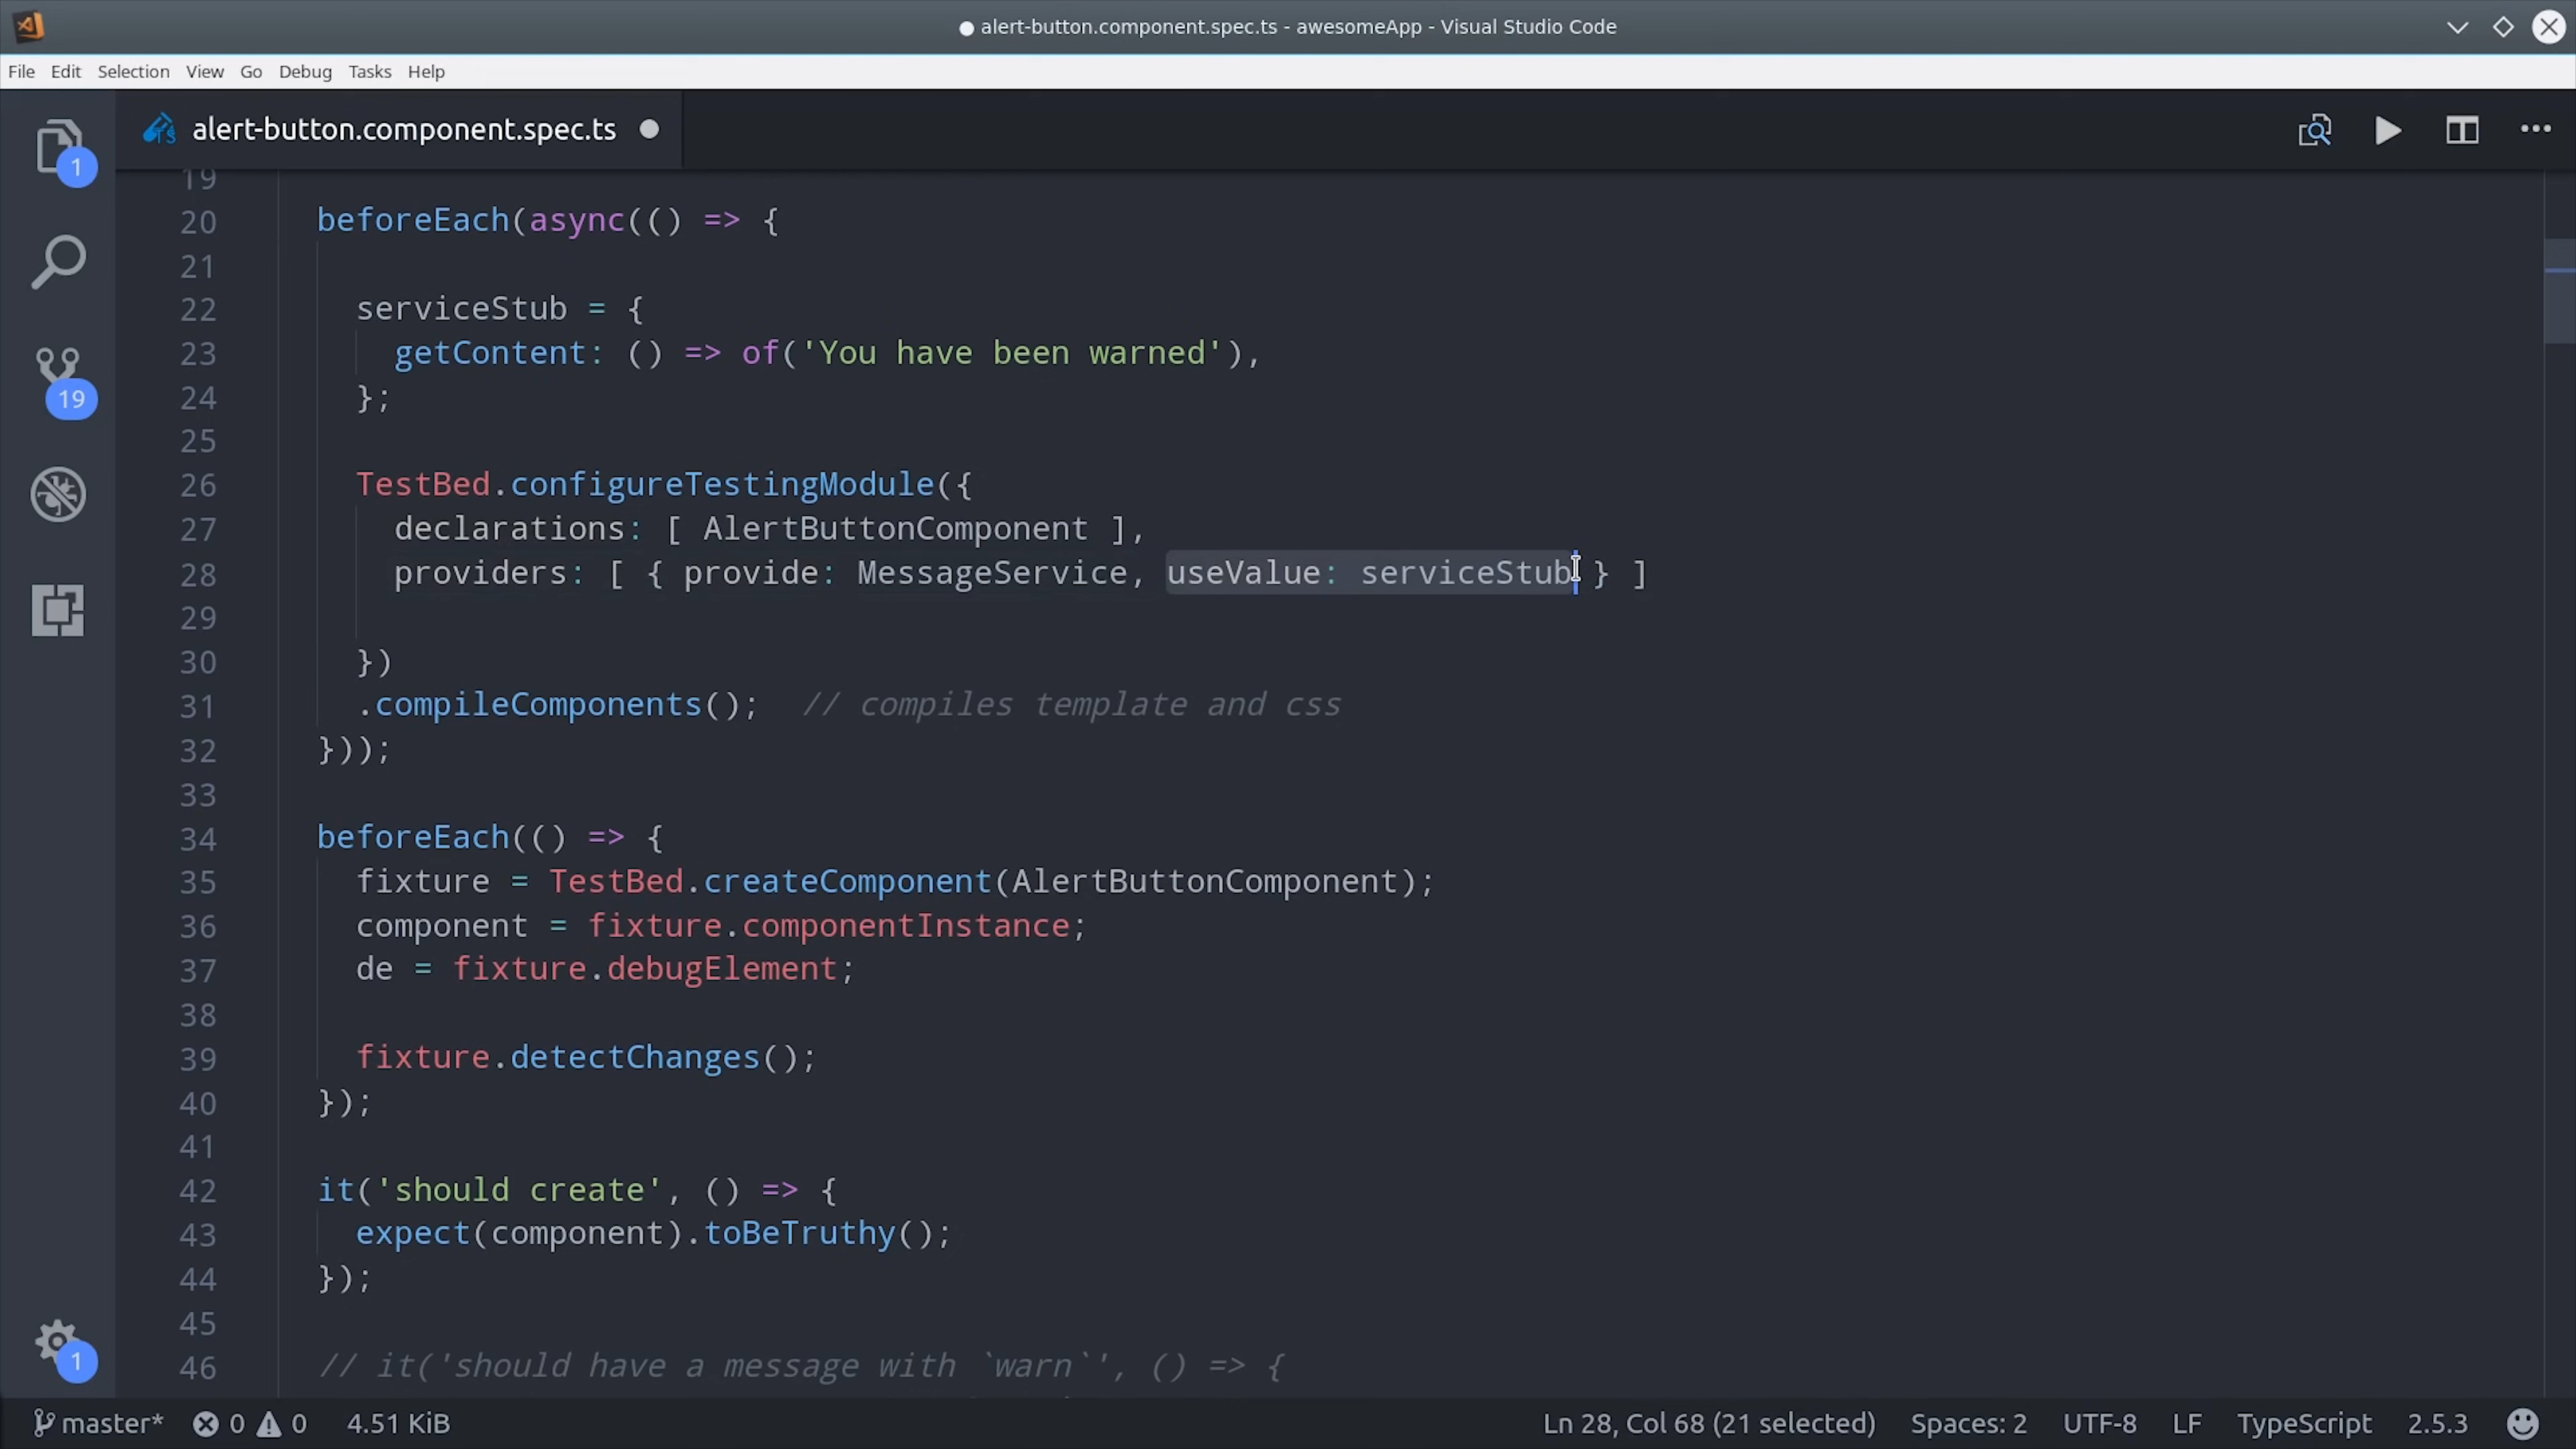 alert-button.component.spec.ts - awesomeApp - Visual Studio Code
File Edit Selection View Go Debug Tasks Help
1
alert-button.component.spec.ts
19
20 beforeEach(async(() => {
21
22 serviceStub = {
23 getContent: () => of('You have been warned'),
24 };
25
26 TestBed.configureTestingModule({
27 declarations: [ AlertButtonComponent ],
28 providers: [ { provide: MessageService, useValue: serviceStub } ]
29
30 })
31 .compileComponents(); // compiles template and css
32 }));
33
34 beforeEach(() => {
35 fixture = TestBed.createComponent(AlertButtonComponent);
36 component = fixture.componentInstance;
37 de = fixture.debugElement;
38
39 fixture.detectChanges();
40 });
41
42 it('should create', () => {
43 expect(component).toBeTruthy();
44 });
45
46 // it('should have a message with `warn`', () => {
19
1
master* 0 0 4.51 KiB Ln 28, Col 68 (21 selected) Spaces: 2 UTF-8 LF TypeScript 2.5.3